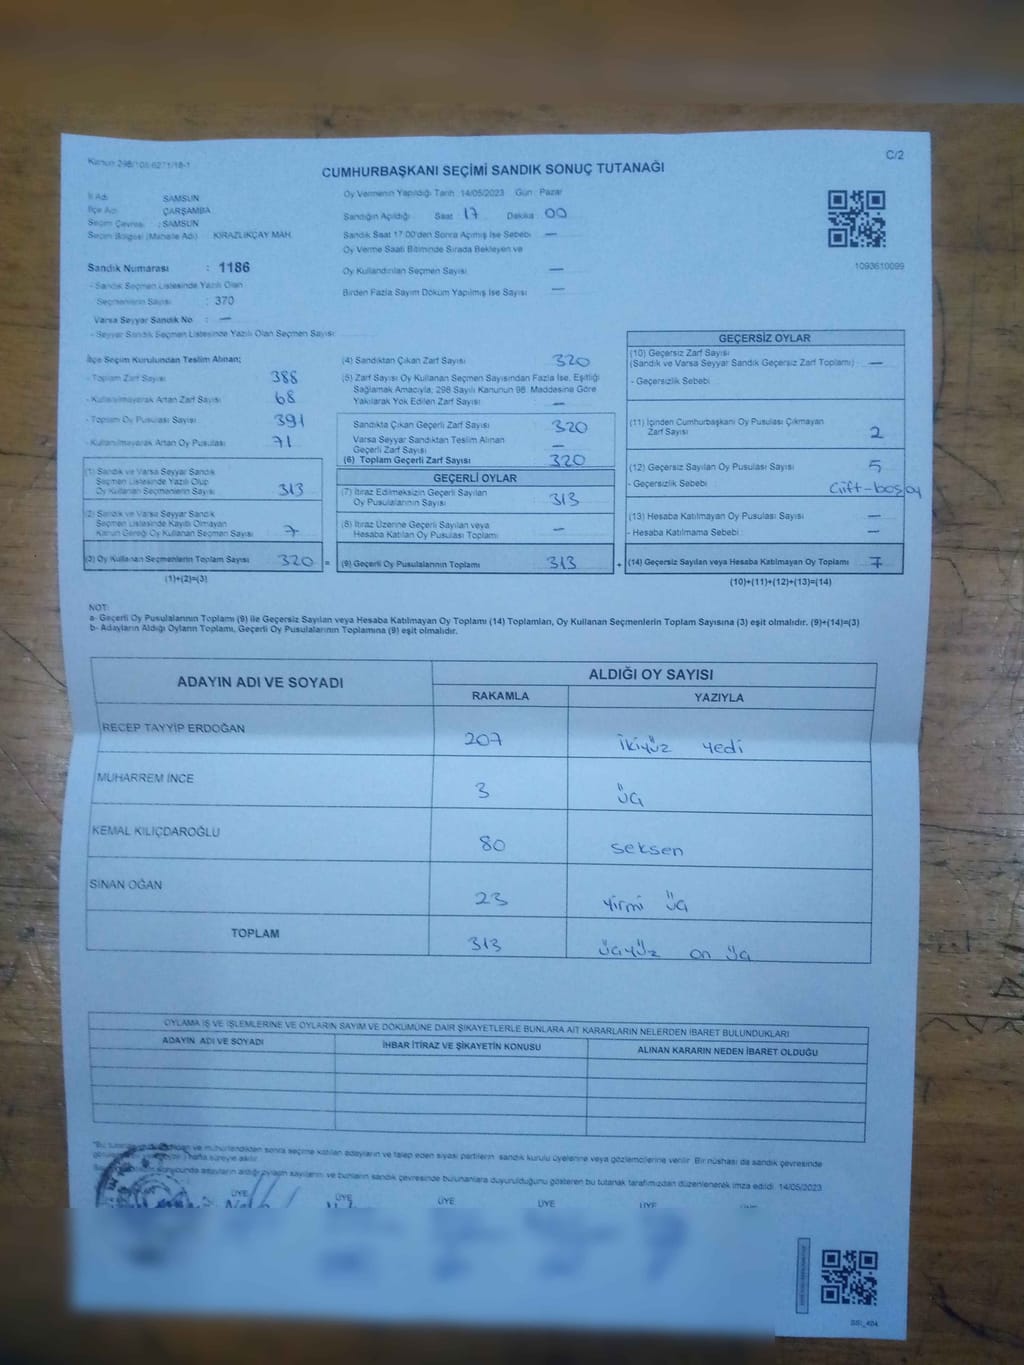 Kanun 298/105-6271/18-1
C/2
CUMHURBAŞKANI SEÇİMİ SANDIK SONUÇ TUTANAĞI
İl Adı : SAMSUN
İlçe Adı : ÇARŞAMBA
Seçim Çevresi : SAMSUN
Seçim Bölgesi (Mahalle Adı) : KİRAZLIKÇAY MAH.
Sandık Numarası : 1186
- Sandık Seçmen Listesinde Yazılı Olan
Seçmenlerin Sayısı : 370
Varsa Seyyar Sandık No : —
- Seyyar Sandık Seçmen Listesinde Yazılı Olan Seçmen Sayısı:
Oy Vermenin Yapıldığı Tarih :14/05/2023 Gün : Pazar
Sandığın Açıldığı Saat : 17 Dakika : 00
Sandık Saat 17:00'den Sonra Açılmış İse Sebebi —
Oy Verme Saati Bitiminde Sırada Bekleyen ve
Oy Kullandırılan Seçmen Sayısı —
Birden Fazla Sayım Döküm Yapılmış İse Sayısı —
1093610099
İlçe Seçim Kurulundan Teslim Alınan;
- Toplam Zarf Sayısı 388
- Kullanılmayarak Artan Zarf Sayısı 68
- Toplam Oy Pusulası Sayısı 391
- Kullanılmayarak Artan Oy Pusulası 71
(1) Sandık ve Varsa Seyyar Sandık
Seçmen Listesinde Yazılı Olup
Oy Kullanan Seçmenlerin Sayısı 313
(2) Sandık ve Varsa Seyyar Sandık
Seçmen Listesinde Kayıtlı Olmayan
Kanun Gereği Oy Kullanan Seçmen Sayısı 7
(3) Oy Kullanan Seçmenlerin Toplam Sayısı 320 =
(1)+(2)=(3)
(4) Sandıktan Çıkan Zarf Sayısı 320
(5) Zarf Sayısı Oy Kullanan Seçmen Sayısından Fazla İse, Eşitliği
Sağlamak Amacıyla; 298 Sayılı Kanunun 98. Maddesine Göre
Yakılarak Yok Edilen Zarf Sayısı —
Sandıkta Çıkan Geçerli Zarf Sayısı 320
Varsa Seyyar Sandıktan Teslim Alınan
Geçerli Zarf Sayısı —
(6) Toplam Geçerli Zarf Sayısı 320
GEÇERLİ OYLAR
(7) İtiraz Edilmeksizin Geçerli Sayılan
Oy Pusulalarının Sayısı 313
(8) İtiraz Üzerine Geçerli Sayılan veya
Hesaba Katılan Oy Pusulası Toplamı —
(9) Geçerli Oy Pusulalarının Toplamı 313 +
GEÇERSİZ OYLAR
(10) Geçersiz Zarf Sayısı
(Sandık ve Varsa Seyyar Sandık Geçersiz Zarf Toplamı) —
- Geçersizlik Sebebi
(11) İçinden Cumhurbaşkanı Oy Pusulası Çıkmayan
Zarf Sayısı 2
(12) Geçersiz Sayılan Oy Pusulası Sayısı 5
- Geçersizlik Sebebi Çift-boş oy
(13) Hesaba Katılmayan Oy Pusulası Sayısı —
- Hesaba Katılmama Sebebi —
(14) Geçersiz Sayılan veya Hesaba Katılmayan Oy Toplamı 7
(10)+(11)+(12)+(13)=(14)
NOT:
a- Geçerli Oy Pusulalarının Toplamı (9) ile Geçersiz Sayılan veya Hesaba Katılmayan Oy Toplamı (14) Toplamları, Oy Kullanan Seçmenlerin Toplam Sayısına (3) eşit olmalıdır. (9)+(14)=(3)
b- Adayların Aldığı Oyların Toplamı, Geçerli Oy Pusulalarının Toplamına (9) eşit olmalıdır.
ADAYIN ADI VE SOYADI
ALDIĞI OY SAYISI
RAKAMLA YAZIYLA
RECEP TAYYİP ERDOĞAN 207 ikiyüz yedi
MUHARREM İNCE 3 üç
KEMAL KILIÇDAROĞLU 80 seksen
SİNAN OĞAN 23 yirmi üç
TOPLAM 313 üçyüz on üç
OYLAMA İŞ VE İŞLEMLERİNE VE OYLARIN SAYIM VE DÖKÜMÜNE DAİR ŞİKAYETLERLE BUNLARA AİT KARARLARIN NELERDEN İBARET BULUNDUKLARI
ADAYIN ADI VE SOYADI İHBAR İTİRAZ VE ŞİKAYETİN KONUSU ALINAN KARARIN NEDEN İBARET OLDUĞU
ve mühürlendikten sonra seçime katılan adayların ve talep eden siyasi partilerin sandık kurulu üyelerine veya gözlemcilerine verilir. Bir nüshası da sandık çevresinde
hafta süreyle asılır.
sonucunda adayların aldığı oyların sayılarını ve bunların sandık çevresinde bulunanlara duyurulduğunu gösteren bu tutanak tarafımızdan düzenlenerek imza edildi. 14/05/2023
ÜYE ÜYE ÜYE ÜYE ÜYE